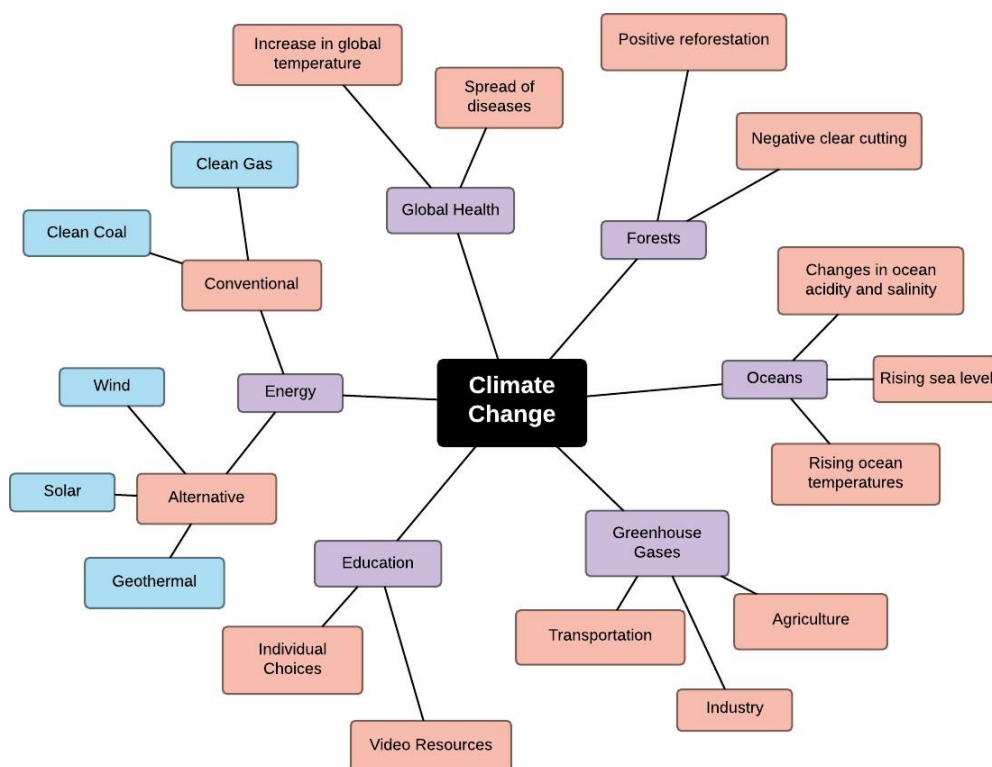 Increase in global
temperature
Positive reforestation
Spread of
diseases
Negative clear cutting
Clean Gas
Global Health
Clean Coal
Forests
Changes in ocean
acidity and salinity
Conventional
Wind
Energy
Climate
Change
Oceans
Rising sea level
Rising ocean
temperatures
Solar
Alternative
Greenhouse
Gases
Education
Geothermal
Agriculture
Transportation
Individual
Choices
Industry
Video Resources